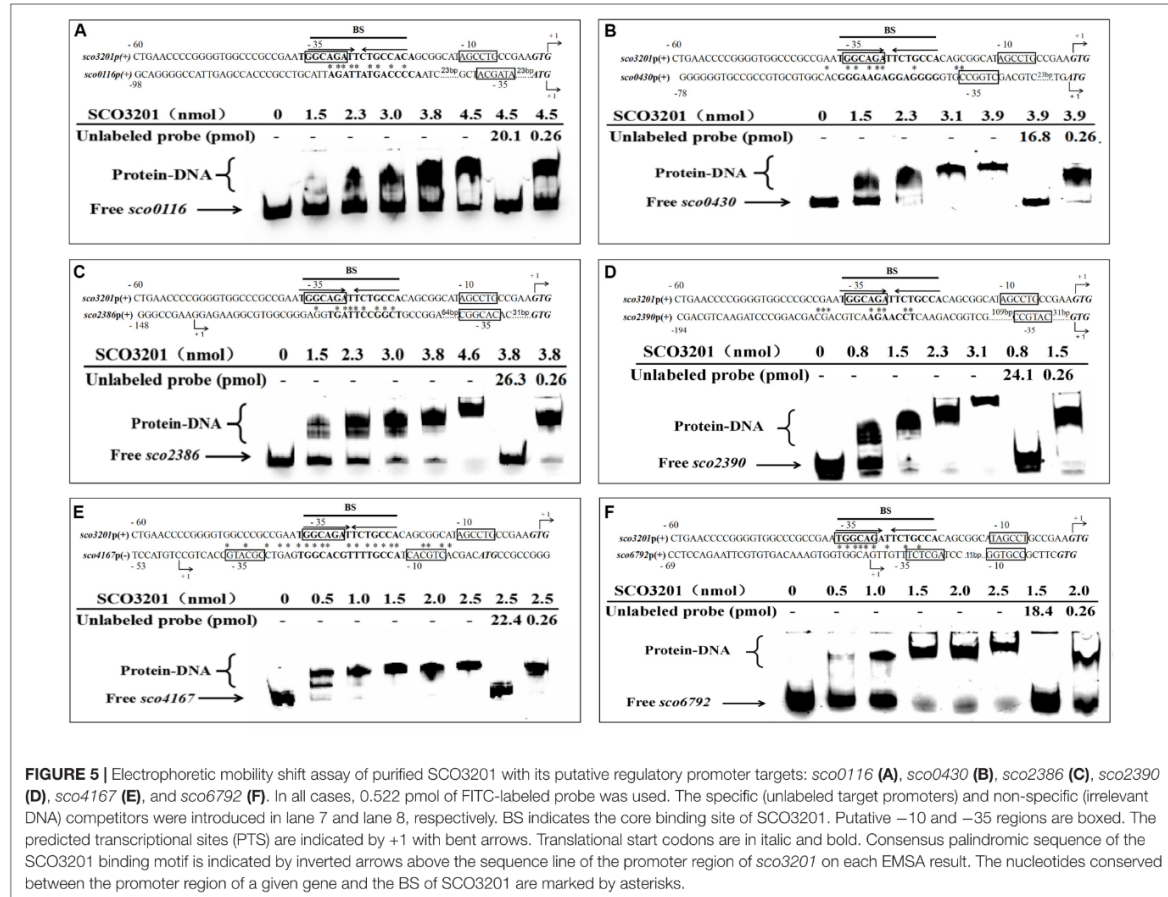 A
BS
- 60 - 35 - 10 +1
sco3201p(+) CTGAACCCCGGGGTGGCCCGCCGAATGGCAGATTCTGCCACAGCGGCATAGCCTGCCGAAGTG
* *** ** ** **
sco0116p(+) GCAGGGGCCATTGAGCCACCCGCCTGCATTAGATTATGACCCCAATC 23bp GCTACGATA 23bp ATG
-98 -35 +1
SCO3201（nmol） 0 1.5 2.3 3.0 3.8 4.5 4.5 4.5
Unlabeled probe (pmol) - - - - - - 20.1 0.26
Protein-DNA
Free sco0116
B
BS
- 60 - 35 - 10 +1
sco3201p(+) CTGAACCCCGGGGTGGCCCGCCGAATGGCAGATTCTGCCACAGCGGCATAGCCTGCCGAAGTG
sco0430p(+) GGGGGGTGCCGCCGTGCGTGGCACGGGAAGAGGAGGGGGTGCCCGGTCGACGTC 23bp TGATG
-78 -35 +1
SCO3201（nmol） 0 1.5 2.3 3.1 3.9 3.9 3.9
Unlabeled probe (pmol) - - - - - 16.8 0.26
Protein-DNA
Free sco0430
C
BS
- 60 - 35 - 10 +1
sco3201p(+) CTGAACCCCGGGGTGGCCCGCCGAATGGCAGATTCTGCCACAGCGGCATAGCCTGCCGAAGTG
sco2386p(+) GGGCCGAAGGAGAAGGCGTGGCGGGAGGTGATTCCGGCTGCCGGA 64bp CGGCACAC 31bp GTG
-148 +1 -35
SCO3201（nmol） 0 1.5 2.3 3.0 3.8 4.6 3.8 3.8
Unlabeled probe (pmol) - - - - - - 26.3 0.26
Protein-DNA
Free sco2386
D
BS
- 60 - 35 - 10 +1
sco3201p(+) CTGAACCCCGGGGTGGCCCGCCGAATGGCAGATTCTGCCACAGCGGCATAGCCTGCCGAAGTG
sco2390p(+) CGACGTCAAGATCCCGGACGACGACGTCAAGAACCTCAAGACGGTCG 109bp CCGTAC 31bp GTG
-194 -35 +1
SCO3201（nmol） 0 0.8 1.5 2.3 3.1 0.8 1.5
Unlabeled probe (pmol) - - - - - 24.1 0.26
Protein-DNA
Free sco2390
E
BS
- 60 - 35 - 10 +1
sco3201p(+) CTGAACCCCGGGGTGGCCCGCCGAATGGCAGATTCTGCCACAGCGGCATAGCCTGCCGAAGTG
sco4167p(-) TCCATGTCCGTCACCGTACGCCTGAGTGGCACGTTTTGCCATCACGTCACGACATGCCGCCGGG
-53 +1 -35 -10
SCO3201（nmol） 0 0.5 1.0 1.5 2.0 2.5 2.5 2.5
Unlabeled probe (pmol) - - - - - - 22.4 0.26
Protein-DNA
Free sco4167
F
BS
- 60 - 35 - 10 +1
sco3201p(+) CTGAACCCCGGGGTGGCCCGCCGAATGGCAGATTCTGCCACAGCGGCATAGCCTGCCGAAGTG
sco6792p(+) CCTCCAGAATTCGTGTGACAAAGTGGTGGCAGTTGTTTCTCGATCC 11bp GGTGCGGCTTCGTG
-69 +1 -35 -10
SCO3201（nmol） 0 0.5 1.0 1.5 2.0 2.5 1.5 2.0
Unlabeled probe (pmol) - - - - - - 18.4 0.26
Protein-DNA
Free sco6792
FIGURE 5 | Electrophoretic mobility shift assay of purified SCO3201 with its putative regulatory promoter targets: sco0116 (A), sco0430 (B), sco2386 (C), sco2390
(D), sco4167 (E), and sco6792 (F). In all cases, 0.522 pmol of FITC-labeled probe was used. The specific (unlabeled target promoters) and non-specific (irrelevant
DNA) competitors were introduced in lane 7 and lane 8, respectively. BS indicates the core binding site of SCO3201. Putative −10 and −35 regions are boxed. The
predicted transcriptional sites (PTS) are indicated by +1 with bent arrows. Translational start codons are in italic and bold. Consensus palindromic sequence of the
SCO3201 binding motif is indicated by inverted arrows above the sequence line of the promoter region of sco3201 on each EMSA result. The nucleotides conserved
between the promoter region of a given gene and the BS of SCO3201 are marked by asterisks.